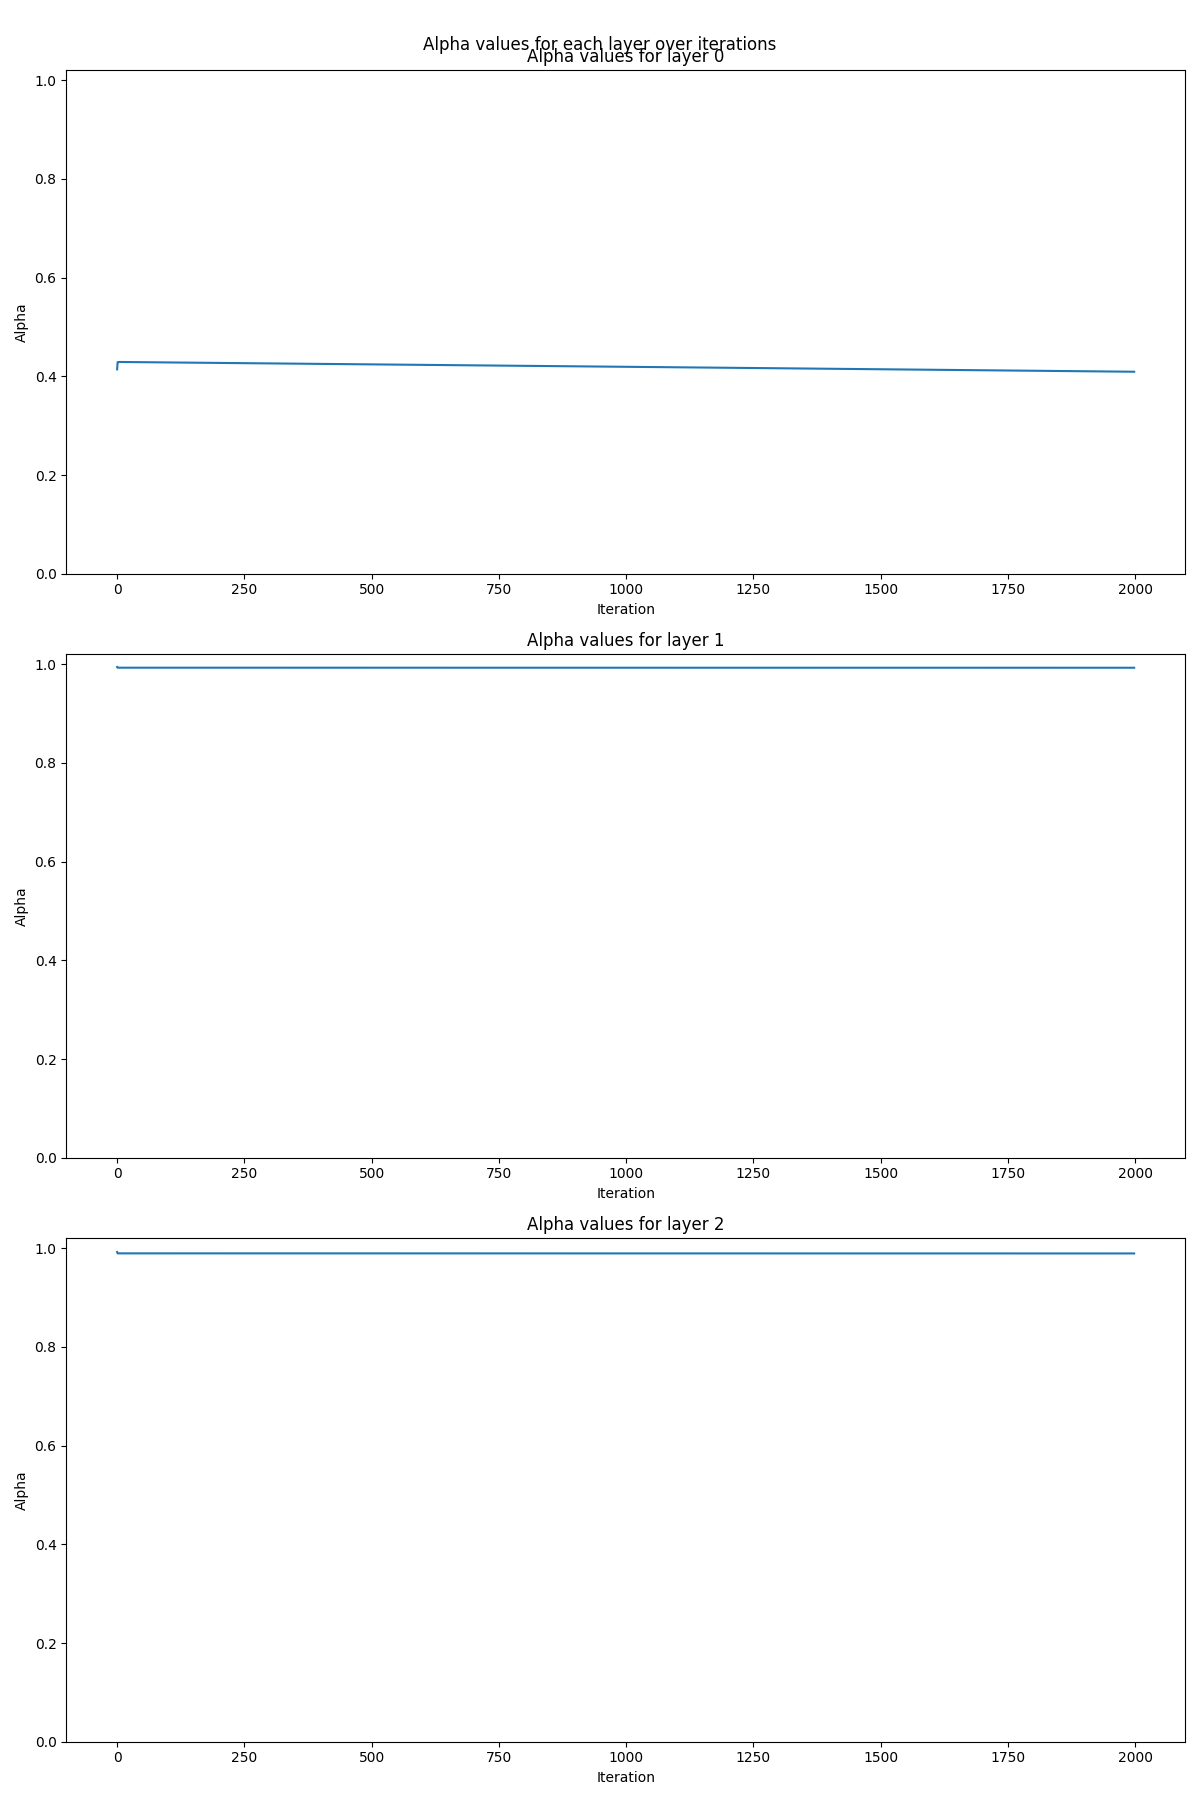 Alpha values for each layer over iterations
Alpha values for layer 0
1.0
0.8
0.6
0.4
0.2
0.0
Alpha
0 250 500 750 1000 1250 1500 1750 2000
Iteration
Alpha values for layer 1
1.0
0.8
0.6
0.4
0.2
0.0
Alpha
0 250 500 750 1000 1250 1500 1750 2000
Iteration
Alpha values for layer 2
1.0
0.8
0.6
0.4
0.2
0.0
Alpha
0 250 500 750 1000 1250 1500 1750 2000
Iteration